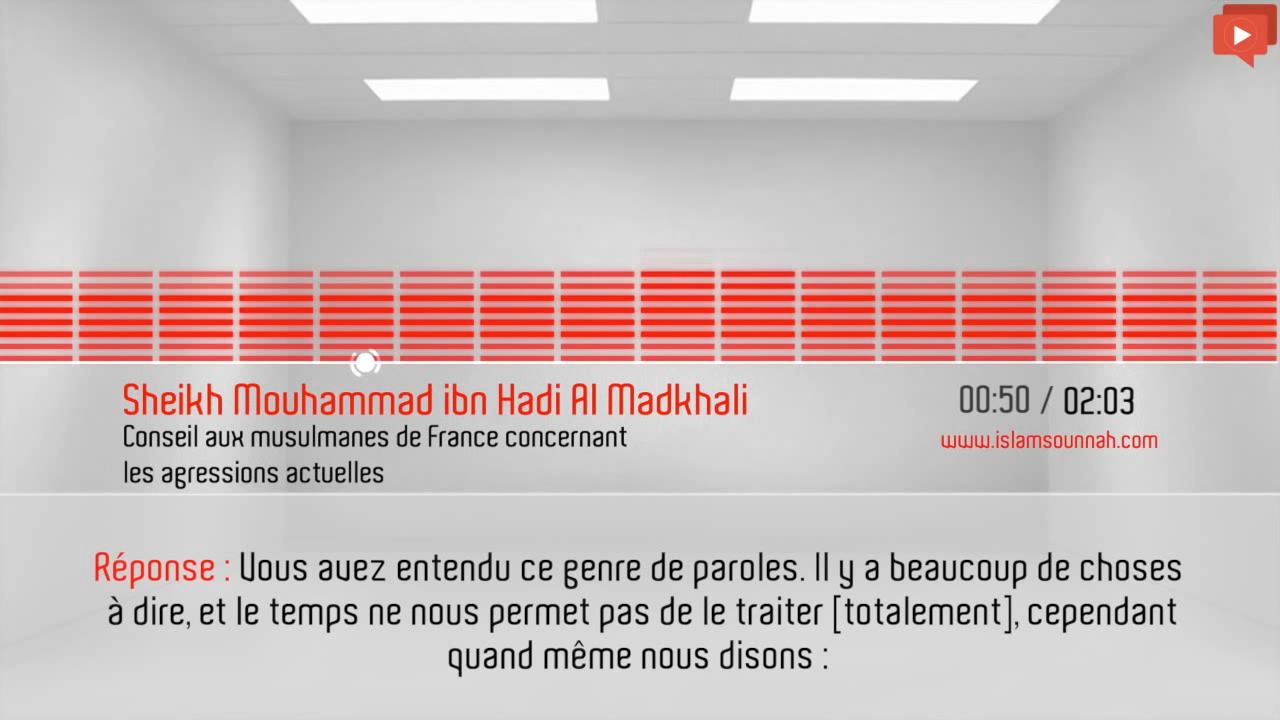 Sheikh Mouhammad ibn Hadi Al Madkhali
00:50 / 02:03
Conseil aux musulmanes de France concernant
www.islamsounnah.com
les agressions actuelles
Réponse : Vous avez entendu ce genre de paroles. Il y a beaucoup de choses
à dire, et le temps ne nous permet pas de le traiter [totalement], cependant
quand même nous disons :